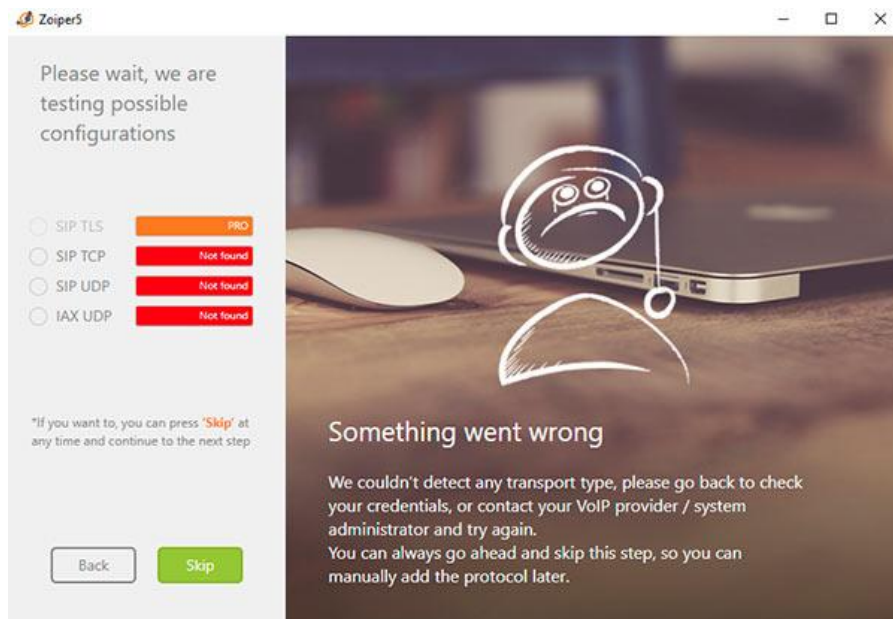 Zoiper5
Please wait, we are
testing possible
configurations
SIP TLS PRO
SIP TCP Not found
SIP UDP Not found
IAX UDP Not found
*If you want to, you can press 'Skip' at
any time and continue to the next step
Back Skip
Something went wrong
We couldn't detect any transport type, please go back to check
your credentials, or contact your VoIP provider / system
administrator and try again.
You can always go ahead and skip this step, so you can
manually add the protocol later.